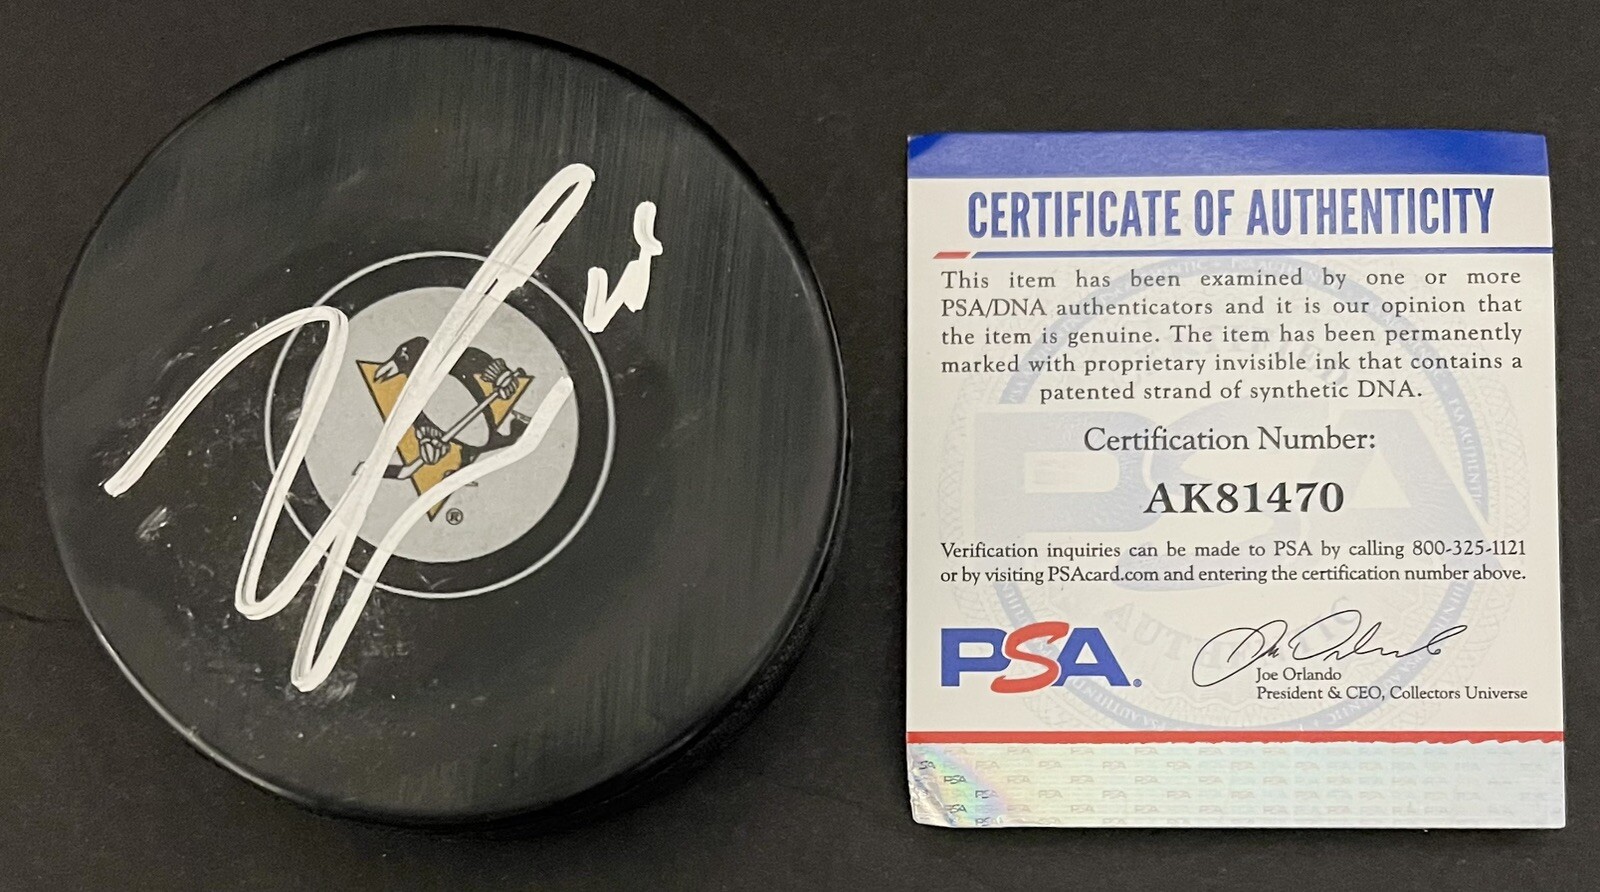 ®
CERTIFICATE OF AUTHENTICITY
This item has been examined by one or more
PSA/DNA authenticators and it is our opinion that
the item is genuine. The item has been permanently
marked with proprietary invisible ink that contains a
patented strand of synthetic DNA.
Certification Number:
AK81470
Verification inquiries can be made to PSA by calling 800-325-1121
or by visiting PSAcard.com and entering the certification number above.
PSA®
Joe Orlando
President & CEO, Collectors Universe